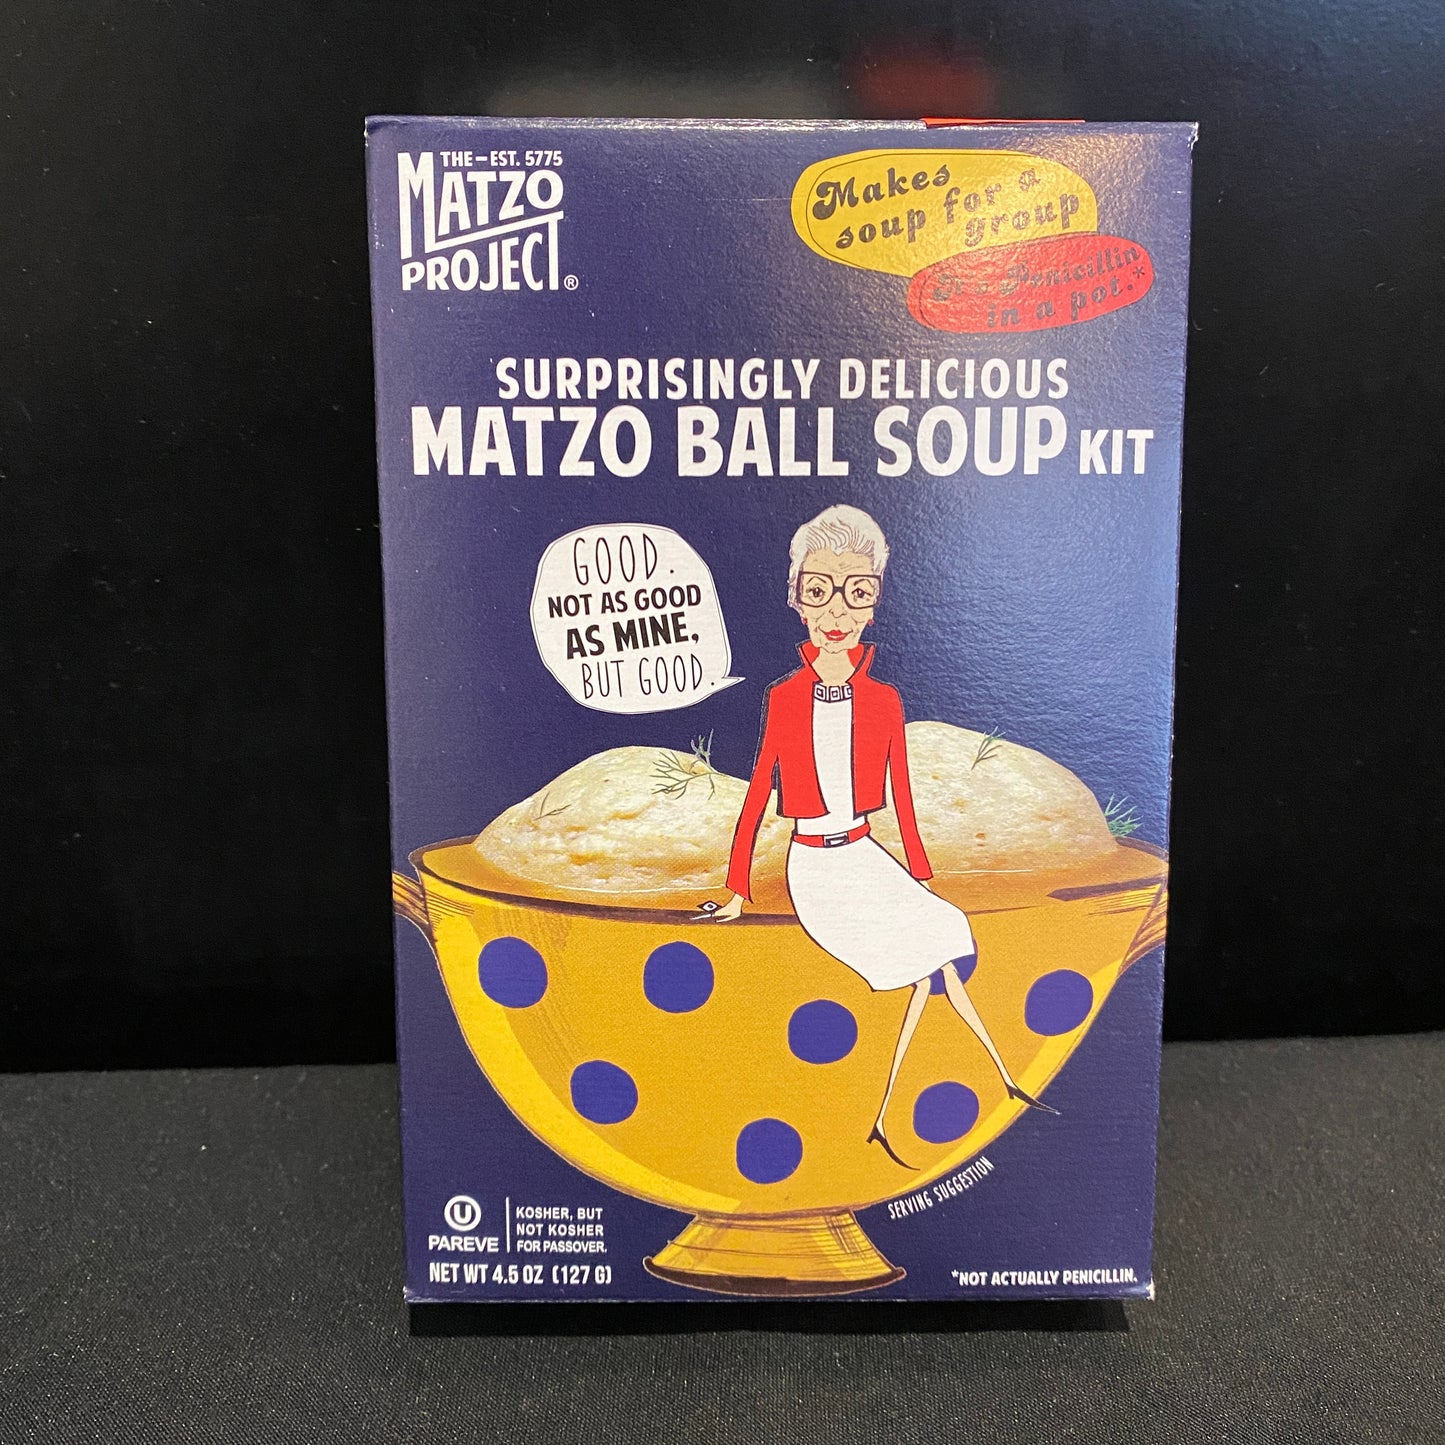 THE – EST. 5775
MATZO
PROJECT®
Makes
soup for a
group
It's Penicillin
in a pot.*
SURPRISINGLY DELICIOUS
MATZO BALL SOUP KIT
GOOD.
NOT AS GOOD
AS MINE,
BUT GOOD.
SERVING SUGGESTION
U
PAREVE
KOSHER, BUT
NOT KOSHER
FOR PASSOVER.
NET WT 4.5 OZ (127 G)
*NOT ACTUALLY PENICILLIN.